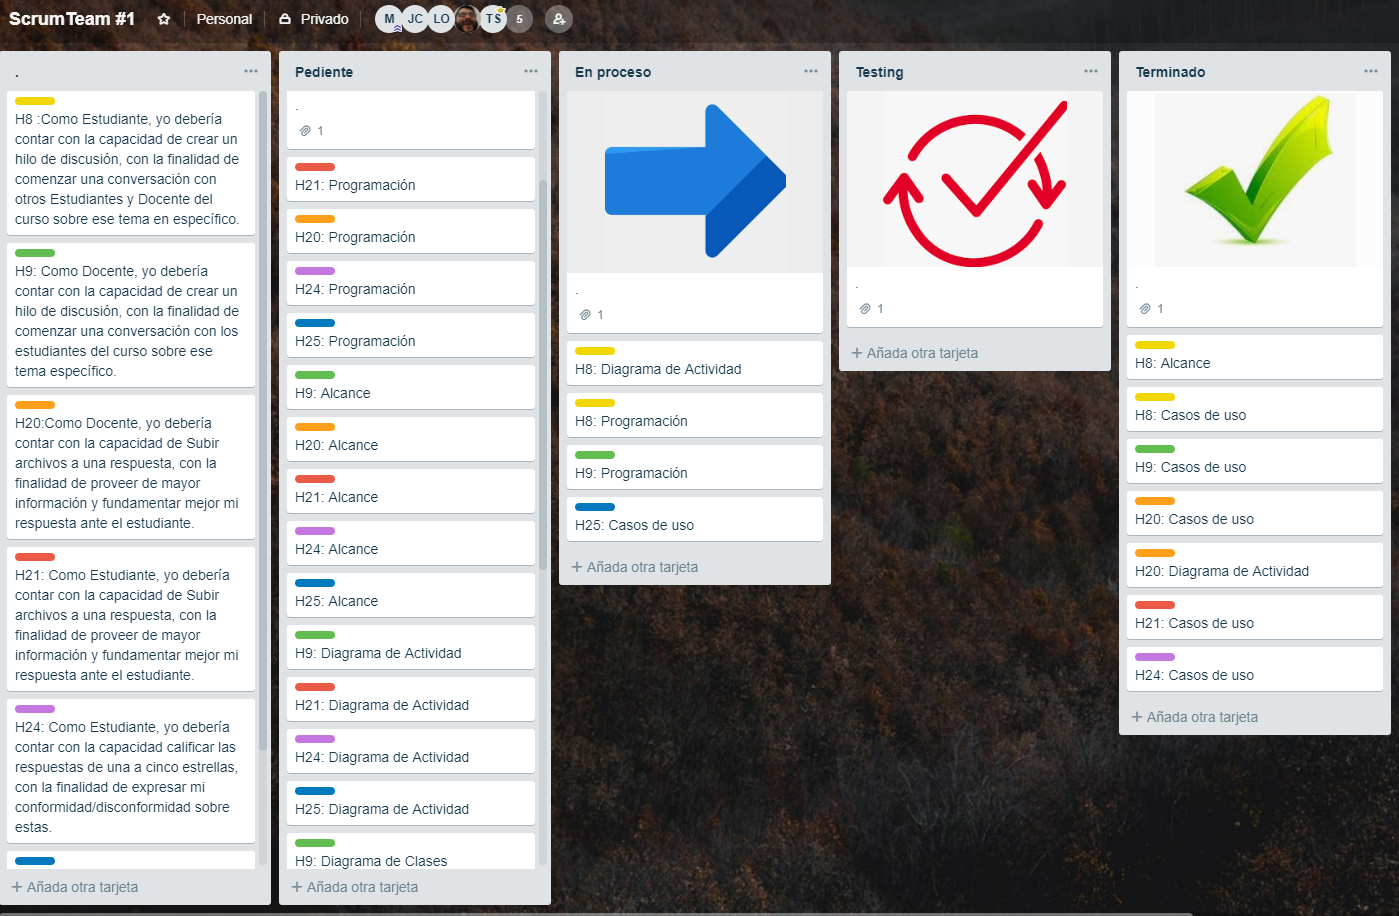 ScrumTeam #1
Personal
Privado
M
JC
LO
TS
5
.
H8 :Como Estudiante, yo debería
contar con la capacidad de crear un
hilo de discusión, con la finalidad de
comenzar una conversación con
otros Estudiantes y Docente del
curso sobre ese tema en específico.
H9: Como Docente, yo debería
contar con la capacidad de crear un
hilo de discusión, con la finalidad de
comenzar una conversación con los
estudiantes del curso sobre ese
tema específico.
H20:Como Docente, yo debería
contar con la capacidad de Subir
archivos a una respuesta, con la
finalidad de proveer de mayor
información y fundamentar mejor mi
respuesta ante el estudiante.
H21: Como Estudiante, yo debería
contar con la capacidad de Subir
archivos a una respuesta, con la
finalidad de proveer de mayor
información y fundamentar mejor mi
respuesta ante el estudiante.
H24: Como Estudiante, yo debería
contar con la capacidad calificar las
respuestas de una a cinco estrellas,
con la finalidad de expresar mi
conformidad/disconformidad sobre
estas.
+ Añada otra tarjeta
Pediente
.
1
H21: Programación
H20: Programación
H24: Programación
H25: Programación
H9: Alcance
H20: Alcance
H21: Alcance
H24: Alcance
H25: Alcance
H9: Diagrama de Actividad
H21: Diagrama de Actividad
H24: Diagrama de Actividad
H25: Diagrama de Actividad
H9: Diagrama de Clases
+ Añada otra tarjeta
En proceso
.
1
H8: Diagrama de Actividad
H8: Programación
H9: Programación
H25: Casos de uso
+ Añada otra tarjeta
Testing
.
1
+ Añada otra tarjeta
Terminado
.
1
H8: Alcance
H8: Casos de uso
H9: Casos de uso
H20: Casos de uso
H20: Diagrama de Actividad
H21: Casos de uso
H24: Casos de uso
+ Añada otra tarjeta